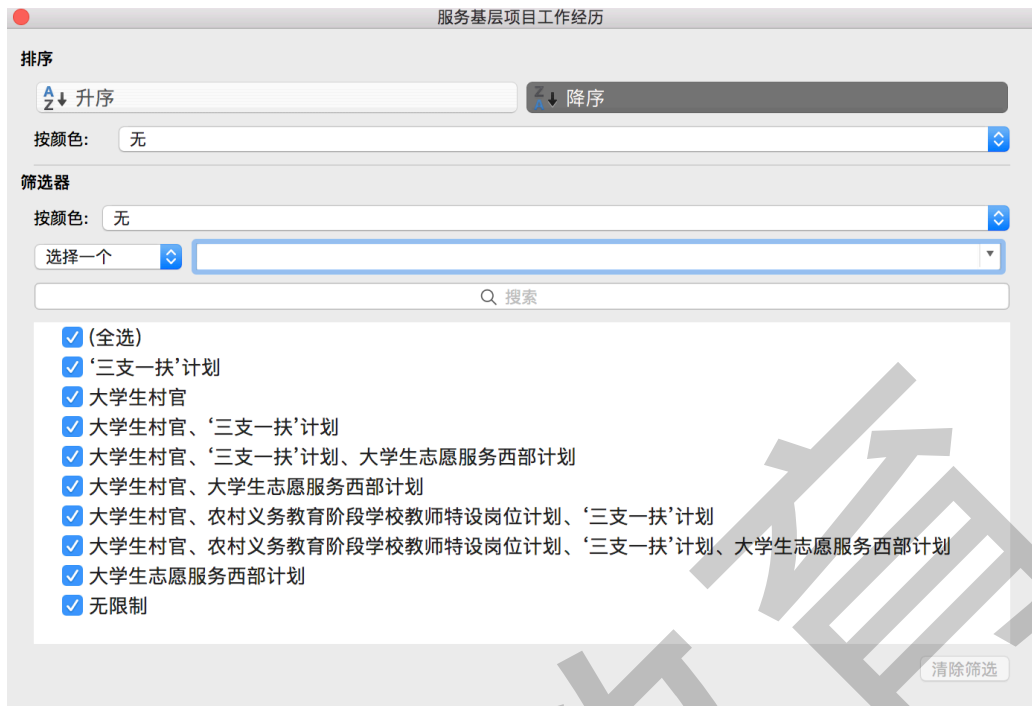 服务基层项目工作经历
排序
升序
降序
按颜色: 无
筛选器
按颜色: 无
选择一个
搜索
(全选)
‘三支一扶’计划
大学生村官
大学生村官、‘三支一扶’计划
大学生村官、‘三支一扶’计划、大学生志愿服务西部计划
大学生村官、大学生志愿服务西部计划
大学生村官、农村义务教育阶段学校教师特设岗位计划、‘三支一扶’计划
大学生村官、农村义务教育阶段学校教师特设岗位计划、‘三支一扶’计划、大学生志愿服务西部计划
大学生志愿服务西部计划
无限制
清除筛选